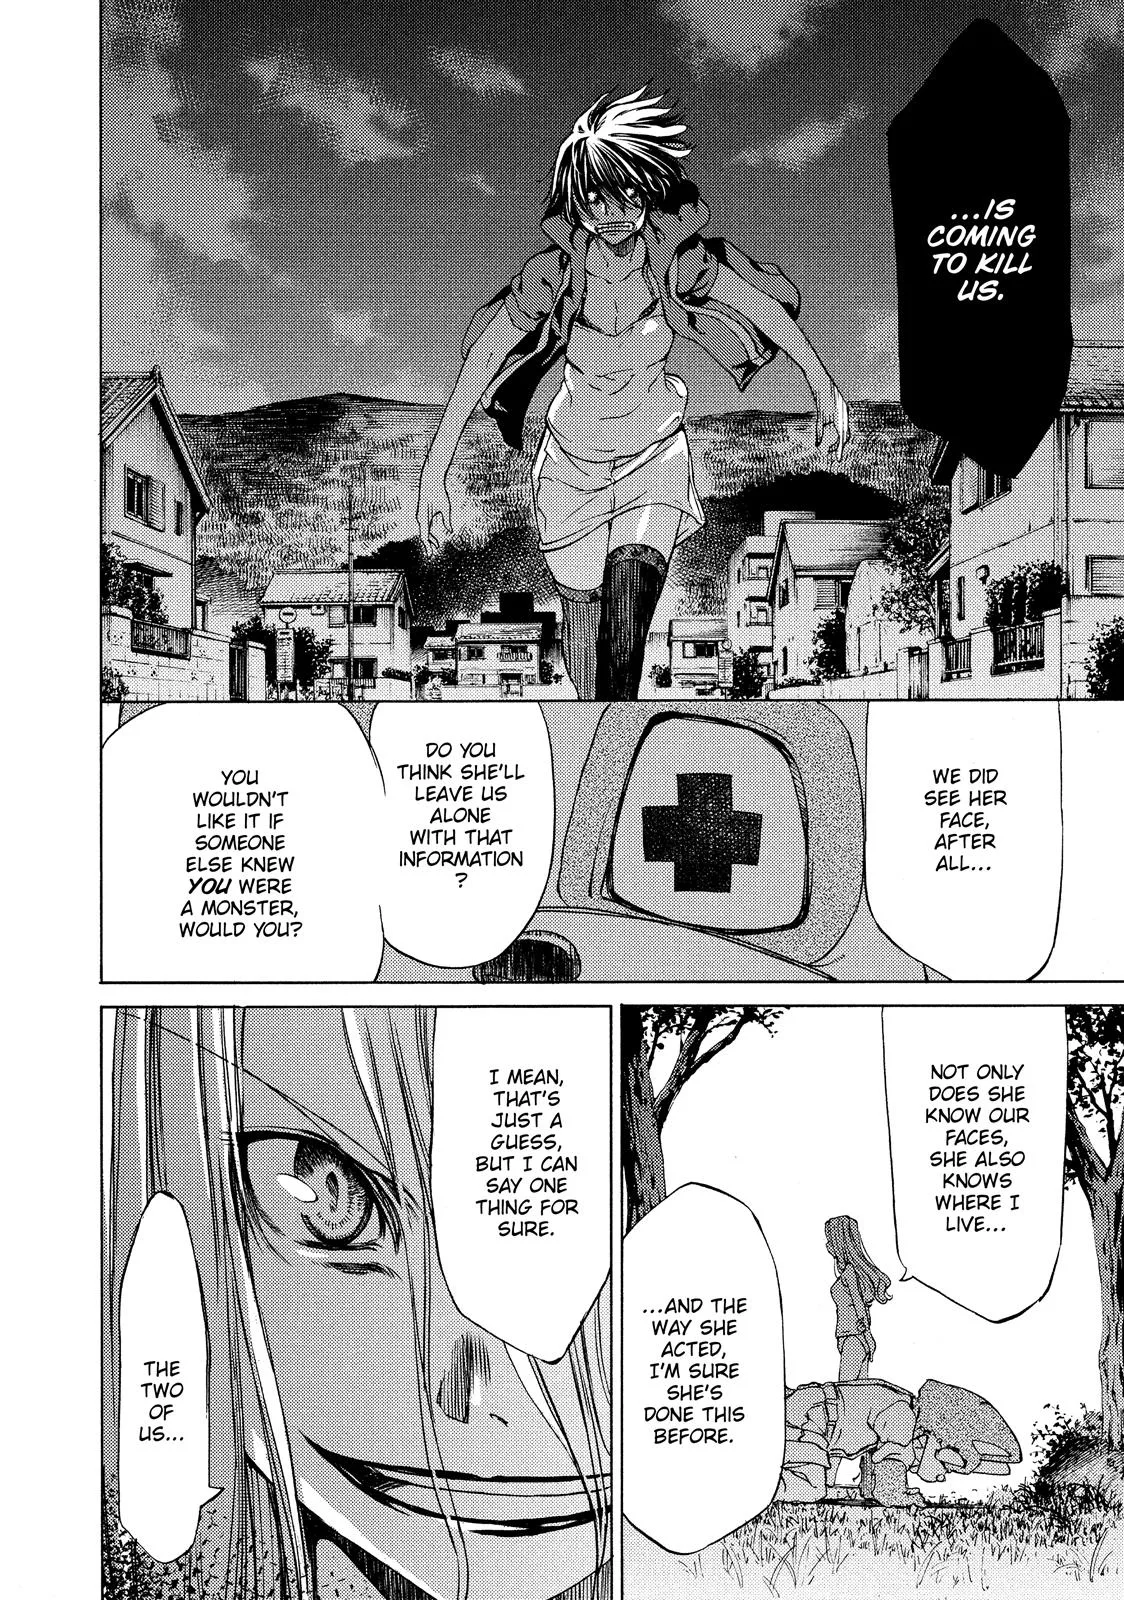 ...IS
COMING
TO KILL
US.
WE DID
SEE HER
FACE,
AFTER
ALL...
DO YOU
THINK SHE'LL
LEAVE US
ALONE
WITH THAT
INFORMATION
?
YOU
WOULDN'T
LIKE IT IF
SOMEONE
ELSE KNEW
YOU WERE
A MONSTER,
WOULD YOU?
NOT ONLY
DOES SHE
KNOW OUR
FACES,
SHE ALSO
KNOWS
WHERE I
LIVE...
...AND THE
WAY SHE
ACTED,
I'M SURE
SHE'S
DONE THIS
BEFORE.
I MEAN,
THAT'S
JUST A
GUESS,
BUT I CAN
SAY ONE
THING FOR
SURE.
THE
TWO
OF
US...